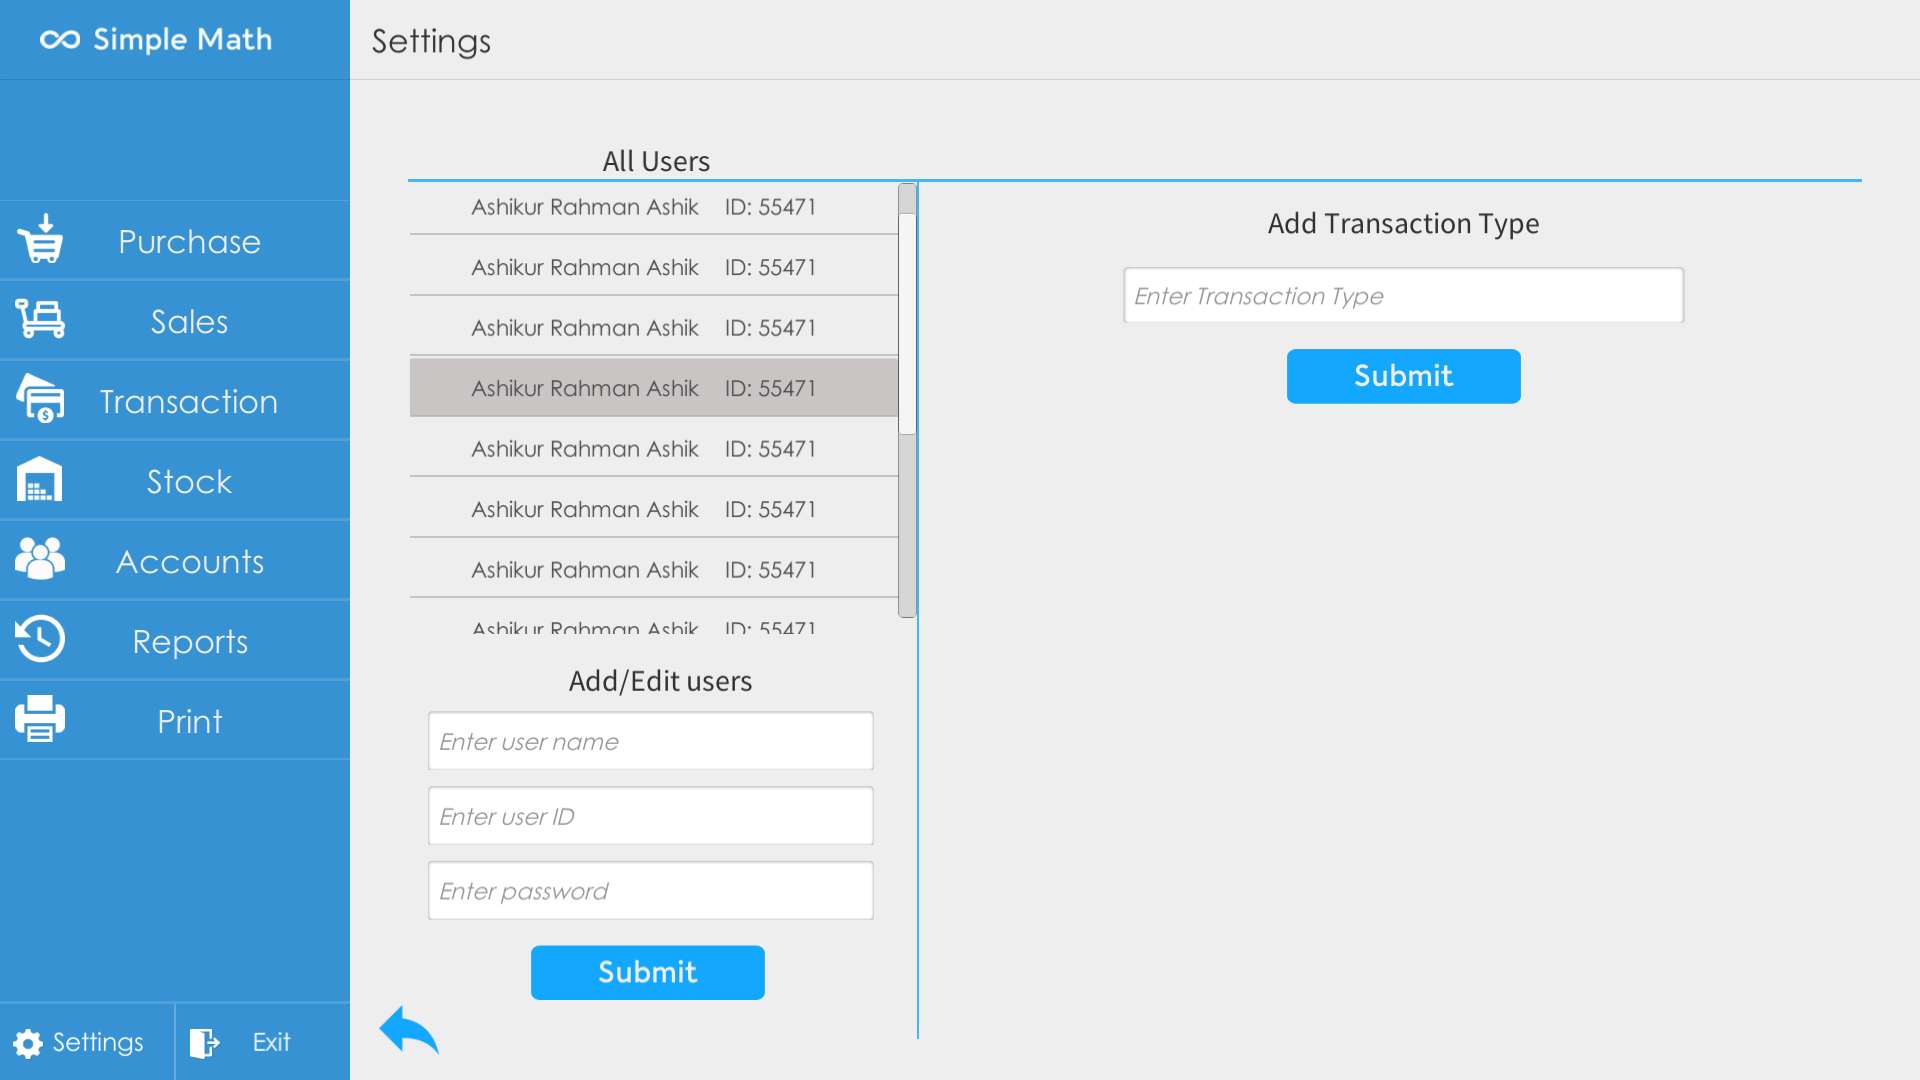 Simple Math
Settings
Purchase
Sales
Transaction
Stock
Accounts
Reports
Print
Settings
Exit
All Users
Ashikur Rahman Ashik ID: 55471
Ashikur Rahman Ashik ID: 55471
Ashikur Rahman Ashik ID: 55471
Ashikur Rahman Ashik ID: 55471
Ashikur Rahman Ashik ID: 55471
Ashikur Rahman Ashik ID: 55471
Ashikur Rahman Ashik ID: 55471
Ashikur Rahman Ashik ID: 55471
Add/Edit users
Enter user name
Enter user ID
Enter password
Submit
Add Transaction Type
Enter Transaction Type
Submit